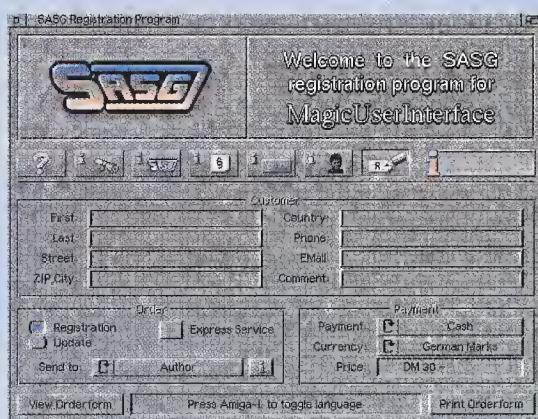 SASG Registration Program
SASG
Welcome to the SASG
registration program for
MagicUserInterface
? i i i § i i R i
Customer
First:
Last:
Street:
ZIP,City:
Country:
Phone:
EMail:
Comment:
Order
Registration
Update
Express Service
Send to: Author i
Payment
Payment: Cash
Currency: German Marks
Price: DM 30.-
View Orderform
Press Amiga-L to toggle language
Print Orderform